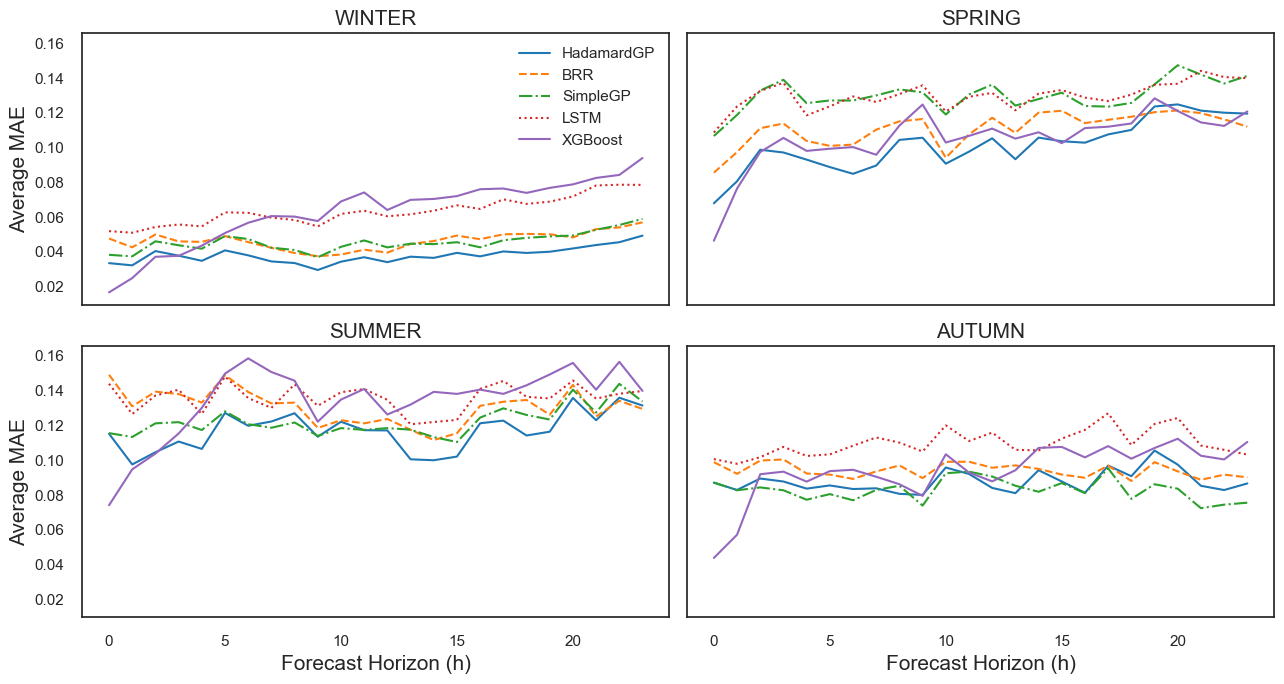 WINTER
SPRING
Average MAE
0.16
0.14
0.12
0.10
0.08
0.06
0.04
0.02
HadamardGP
BRR
SimpleGP
LSTM
XGBoost
SUMMER
AUTUMN
Average MAE
0.16
0.14
0.12
0.10
0.08
0.06
0.04
0.02
0 5 10 15 20
0 5 10 15 20
Forecast Horizon (h)
Forecast Horizon (h)